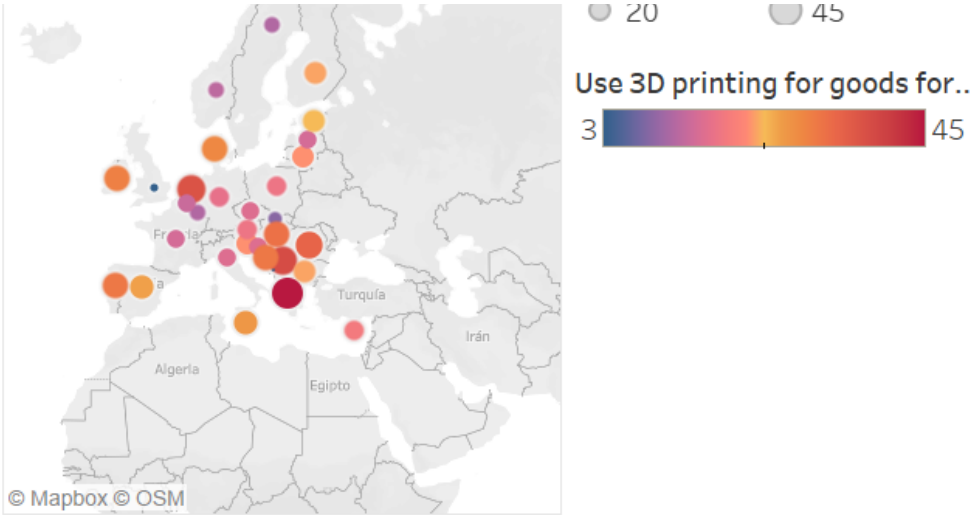 20
45
Use 3D printing for goods for..
3
45
Turquía
Irán
Algeria
Egipto
© Mapbox © OSM